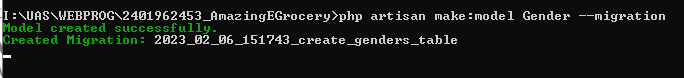 I:\UAS\WEBPROG\2401962453_AmazingEGrocery>php artisan make:model Gender --migration
Model created successfully.
Created Migration: 2023_02_06_151743_create_genders_table